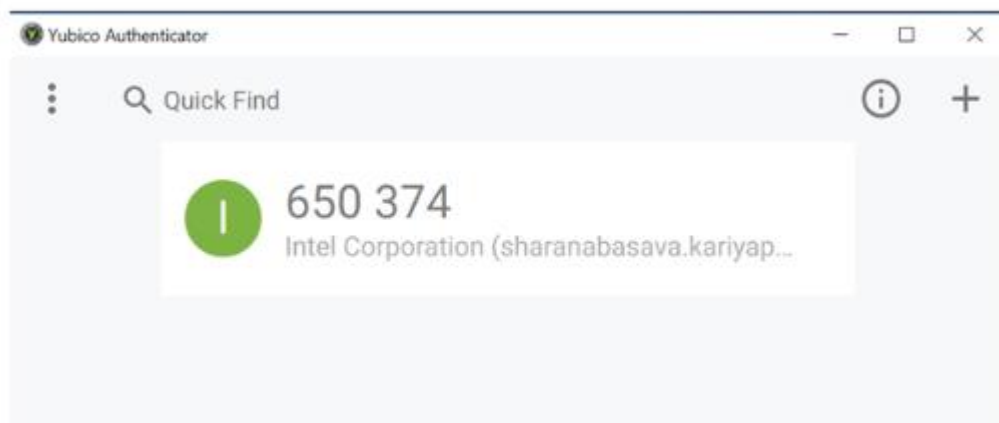 Yubico Authenticator
Quick Find
I
650 374
Intel Corporation (sharanabasava.kariyap...